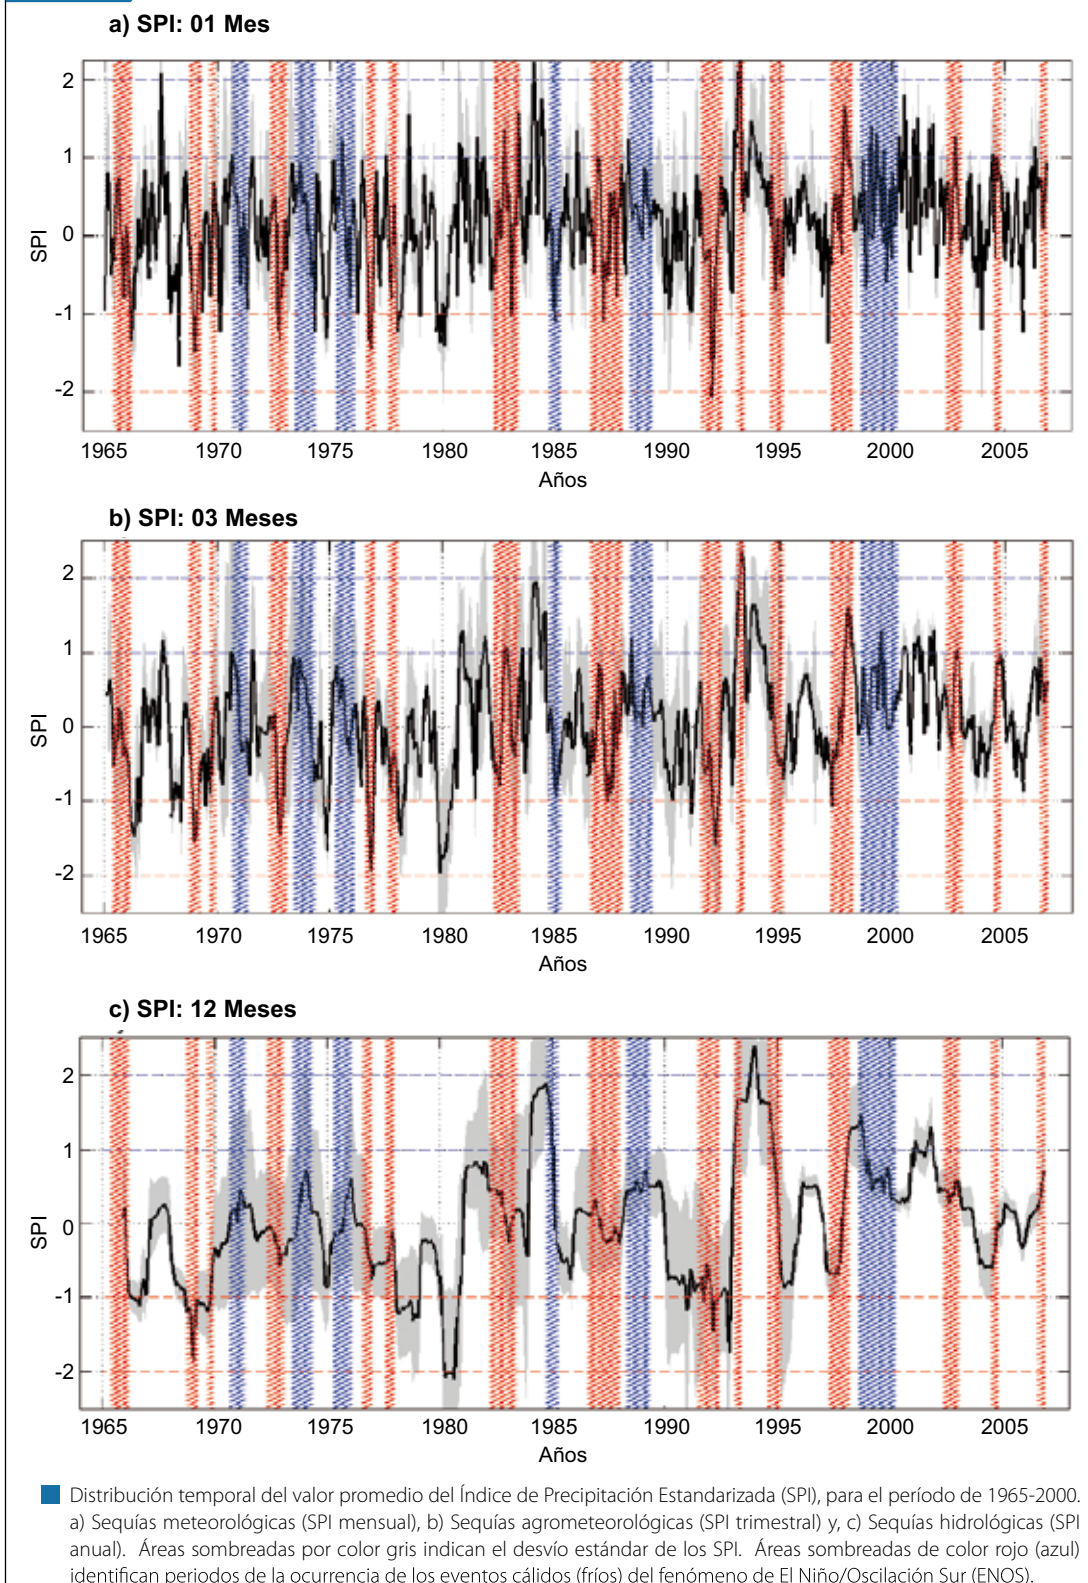 a) SPI: 01 Mes
2
1
0
-1
-2
SPI
1965 1970 1975 1980 1985 1990 1995 2000 2005
Años
b) SPI: 03 Meses
2
1
0
-1
-2
SPI
1965 1970 1975 1980 1985 1990 1995 2000 2005
Años
c) SPI: 12 Meses
2
1
0
-1
-2
SPI
1965 1970 1975 1980 1985 1990 1995 2000 2005
Años
Distribución temporal del valor promedio del Índice de Precipitación Estandarizada (SPI), para el período de 1965-2000.
a) Sequías meteorológicas (SPI mensual), b) Sequías agrometeorológicas (SPI trimestral) y, c) Sequías hidrológicas (SPI
anual). Áreas sombreadas por color gris indican el desvío estándar de los SPI. Áreas sombreadas de color rojo (azul)
identifican periodos de la ocurrencia de los eventos cálidos (fríos) del fenómeno de El Niño/Oscilación Sur (ENOS).